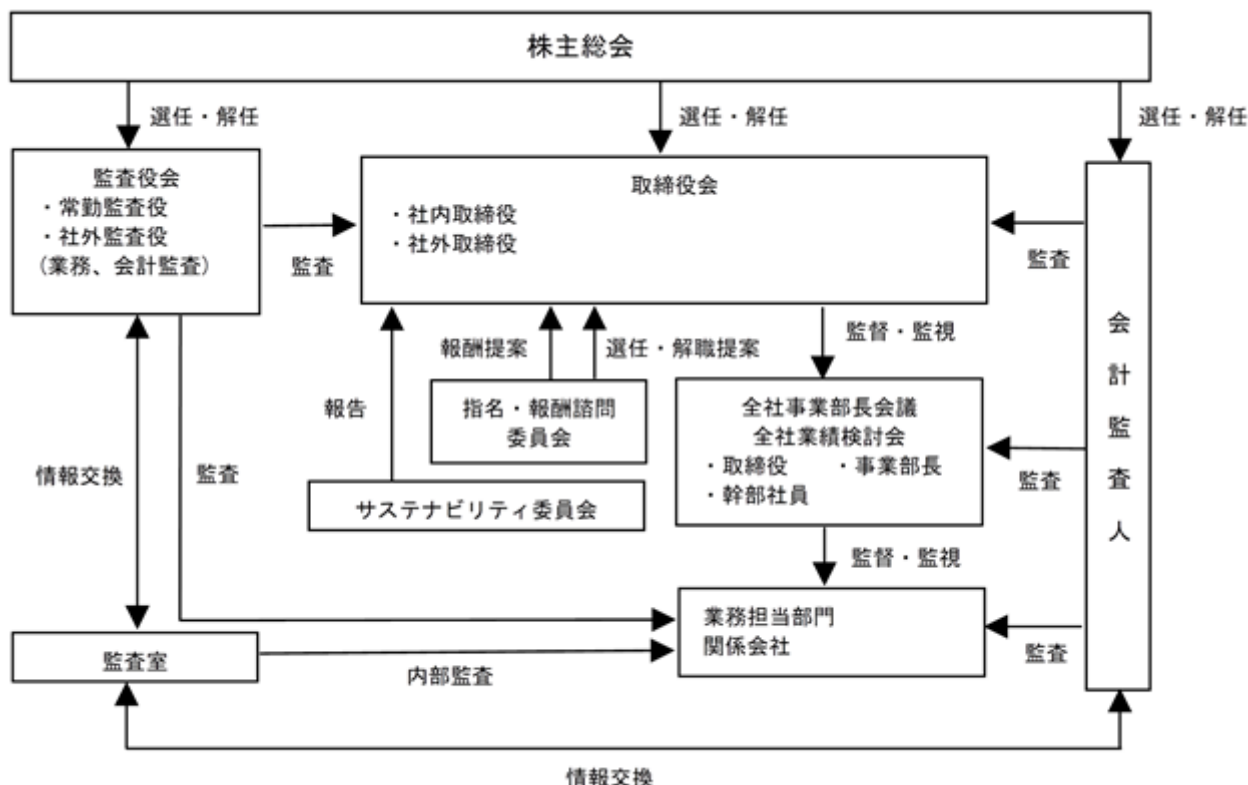 株主総会
選任・解任
選任・解任
選任・解任
監査役会
・常勤監査役
・社外監査役
(業務、会計監査)
監査
取締役会
・社内取締役
・社外取締役
監査
会計監査人
報酬提案
選任・解職提案
監督・監視
指名・報酬諮問
委員会
報告
サステナビリティ委員会
全社事業部長会議
全社業績検討会
・取締役 ・事業部長
・幹部社員
監査
情報交換
監査
監督・監視
業務担当部門
関係会社
監査
監査室
内部監査
情報交換